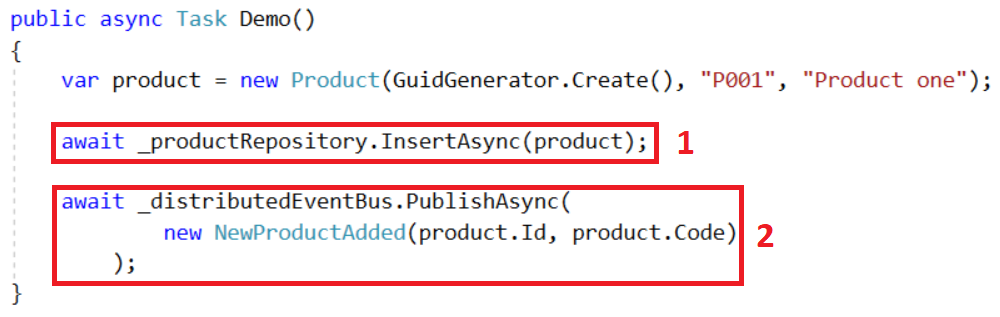 public async Task Demo()
{
var product = new Product(GuidGenerator.Create(), "P001", "Product one");
await _productRepository.InsertAsync(product); 1
await _distributedEventBus.PublishAsync(
new NewProductAdded(product.Id, product.Code) 2
);
}